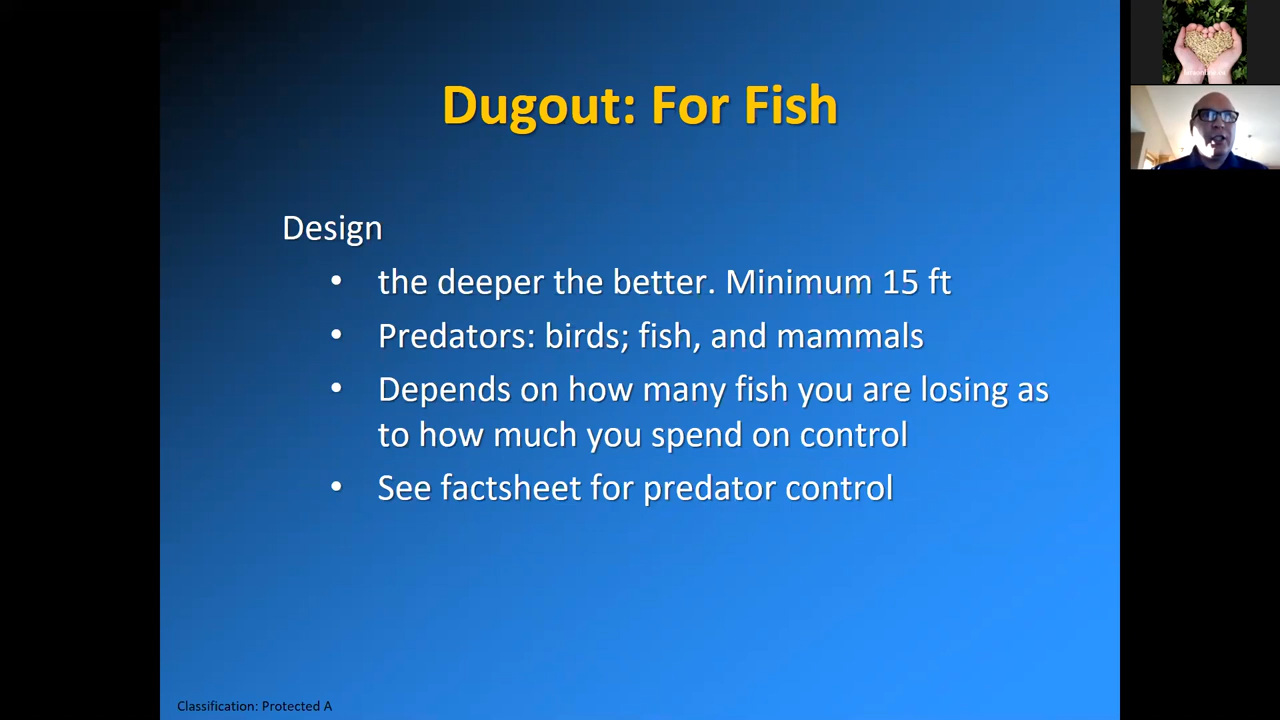 Dugout: For Fish
Design
• the deeper the better. Minimum 15 ft
• Predators: birds; fish, and mammals
• Depends on how many fish you are losing as
to how much you spend on control
• See factsheet for predator control
Classification: Protected A